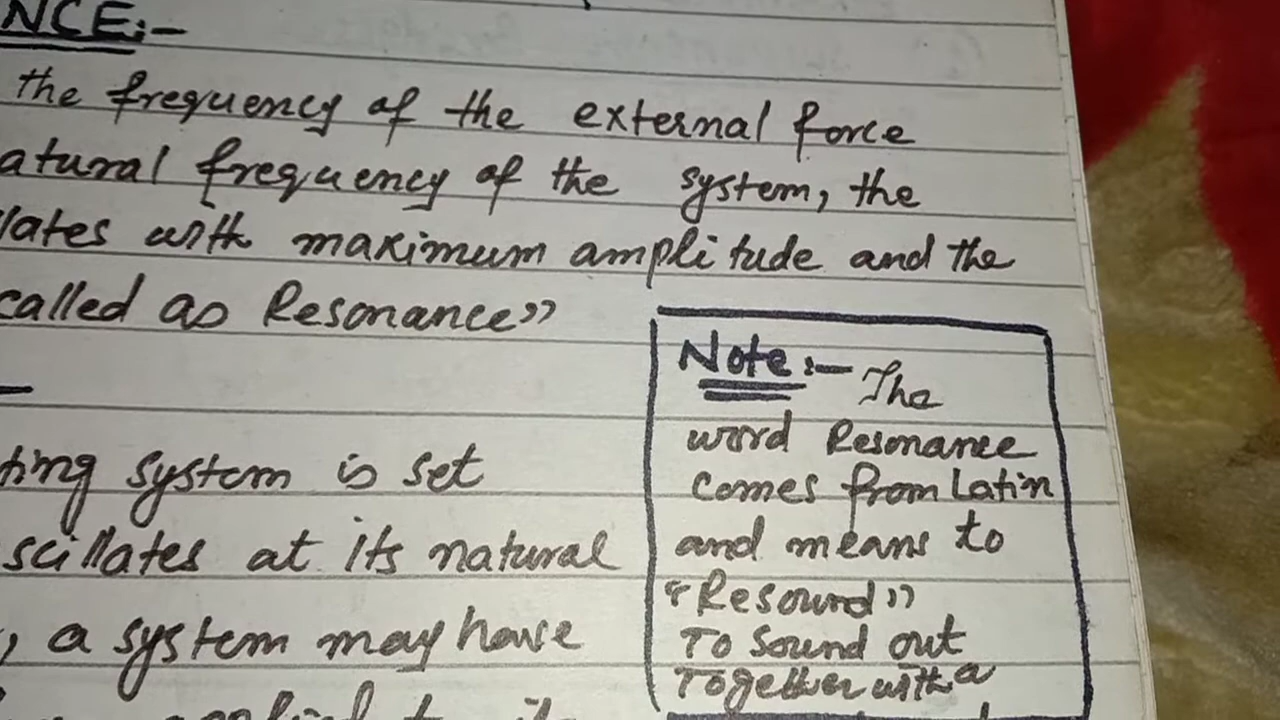 NCE:-
the frequency of the external force
atural frequency of the system, the
lates with maximum amplitude and the
called as Resonance”
ting system is set
scillates at its natural
, a system may have
Note:- The
word Resonance
comes from Latin
and means to
“Resound”
To Sound out
Together with a